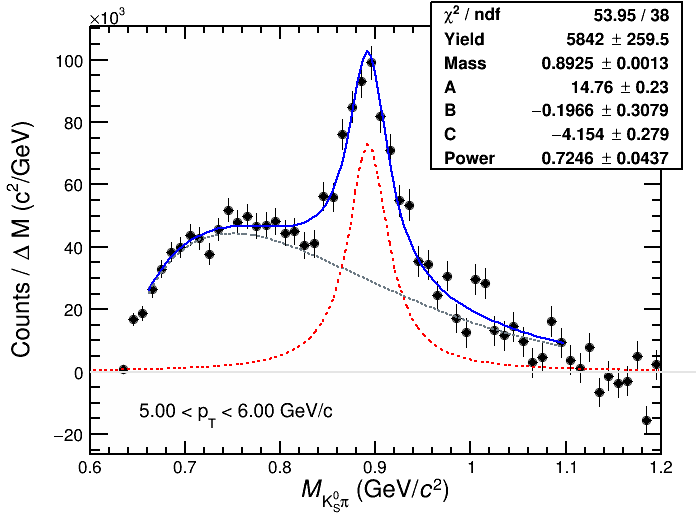 ×10³
χ² / ndf 53.95 / 38
Yield 5842 ± 259.5
Mass 0.8925 ± 0.0013
A 14.76 ± 0.23
B −0.1966 ± 0.3079
C −4.154 ± 0.279
Power 0.7246 ± 0.0437
Counts / Δ M (c²/GeV)
100
80
60
40
20
0
−20
5.00 < p_T < 6.00 GeV/c
0.6 0.7 0.8 0.9 1 1.1 1.2
M_{K⁰_S π} (GeV/c²)